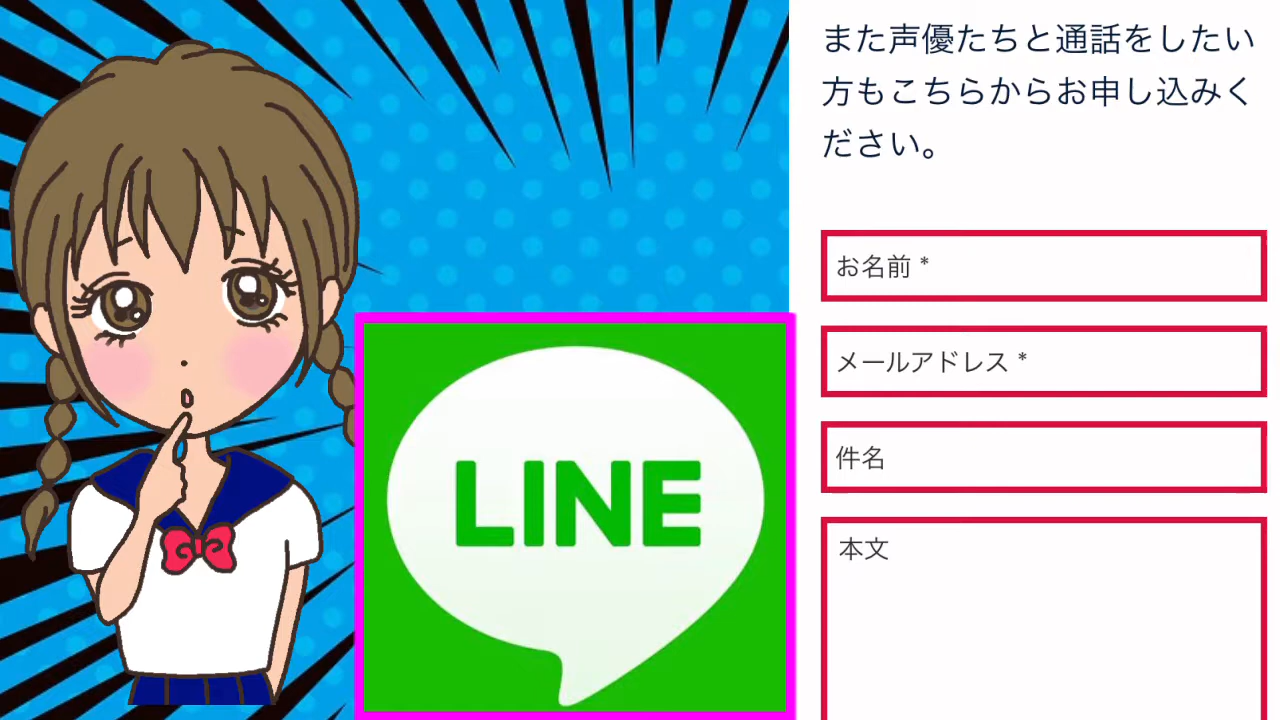 また声優たちと通話をしたい
方もこちらからお申し込みく
ださい。
お名前 *
メールアドレス *
件名
本文
LINE